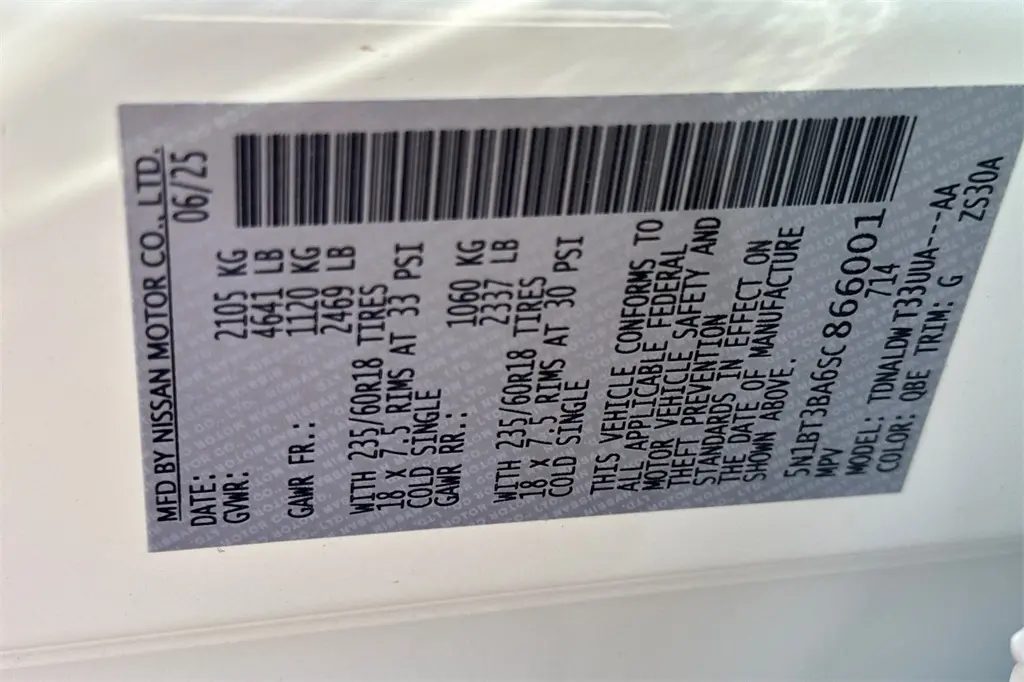 MFD BY NISSAN MOTOR CO., LTD.
DATE: 06/25
GVWR: 2105 KG
4641 LB
GAWR FR.: 1120 KG
2469 LB
WITH 235/60R18 TIRES
18 X 7.5 RIMS AT 33 PSI
COLD SINGLE
GAWR RR.: 1060 KG
2337 LB
WITH 235/60R18 TIRES
18 X 7.5 RIMS AT 30 PSI
COLD SINGLE
THIS VEHICLE CONFORMS TO
ALL APPLICABLE FEDERAL
MOTOR VEHICLE SAFETY AND
THEFT PREVENTION
STANDARDS IN EFFECT ON
THE DATE OF MANUFACTURE
SHOWN ABOVE.
5N1BT3BA6SC866001
MPV 714
MODEL: TDNALDWT33UUA---AA
COLOR: QBE TRIM: G ZS30A